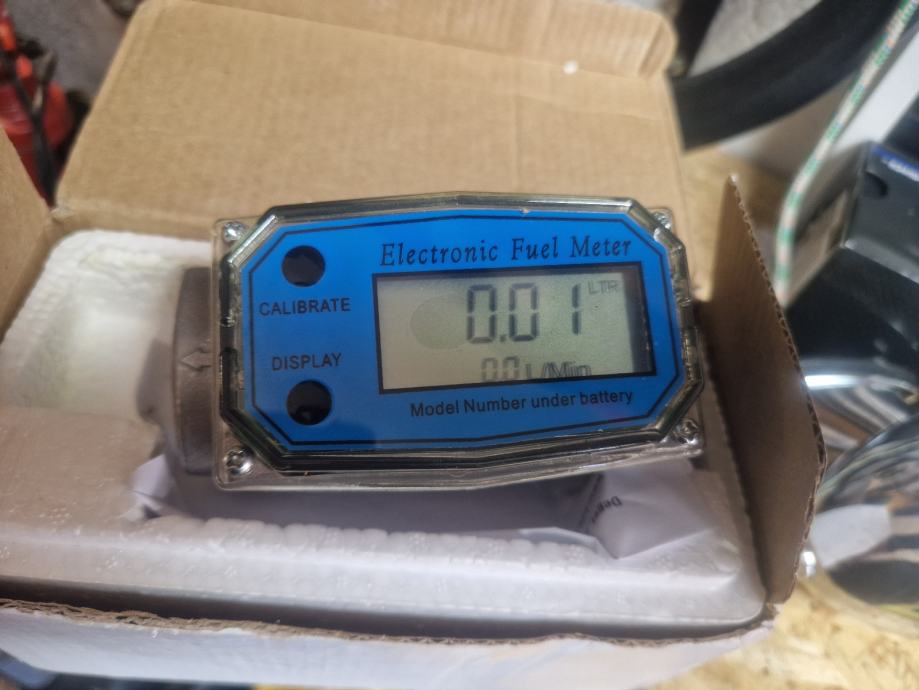 Electronic Fuel Meter
CALIBRATE
0.01 LTR
DISPLAY
0.0 L/Min
Model Number under battery